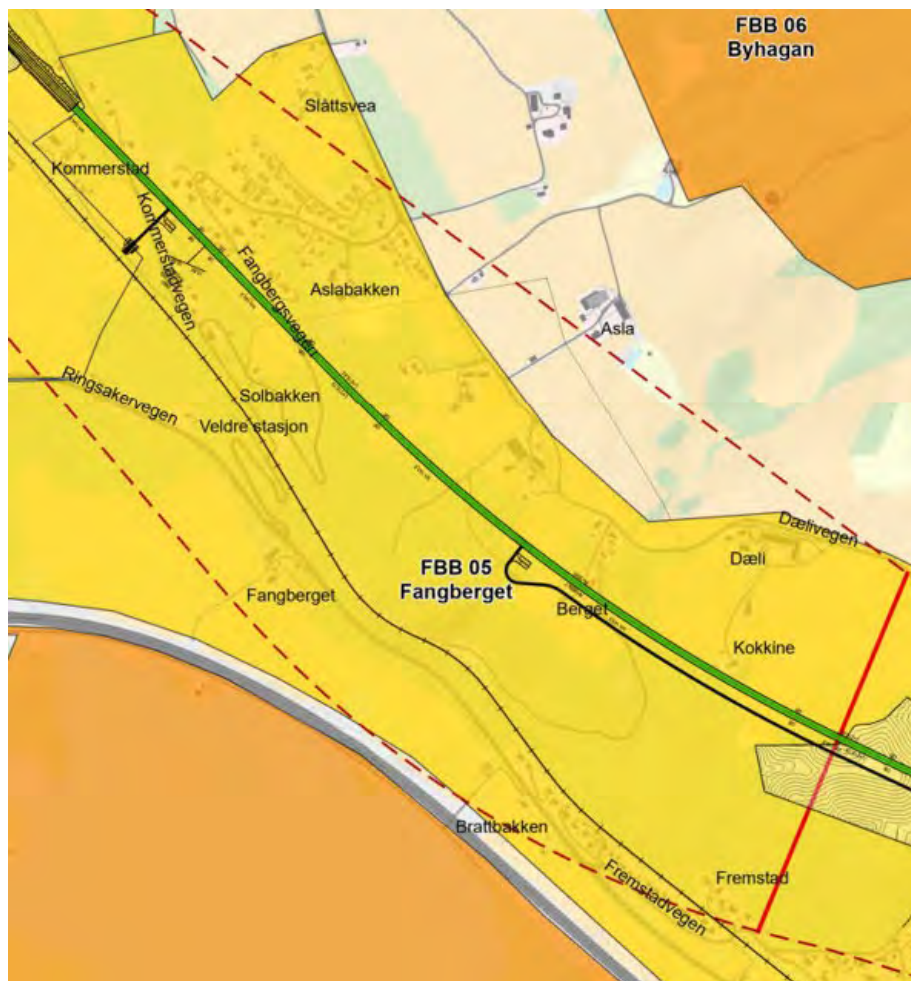 FBB 06
Byhagan
Slåttsvea
Kommerstad
Kommerstadvegen
Fangbergsvegen
Aslabakken
Asla
Ringsakervegen
Solbakken
Veldre stasjon
Dælivegen
Dæli
FBB 05
Fangberget
Fangberget
Berget
Kokkine
Brattbakken
Fremstadvegen
Fremstad